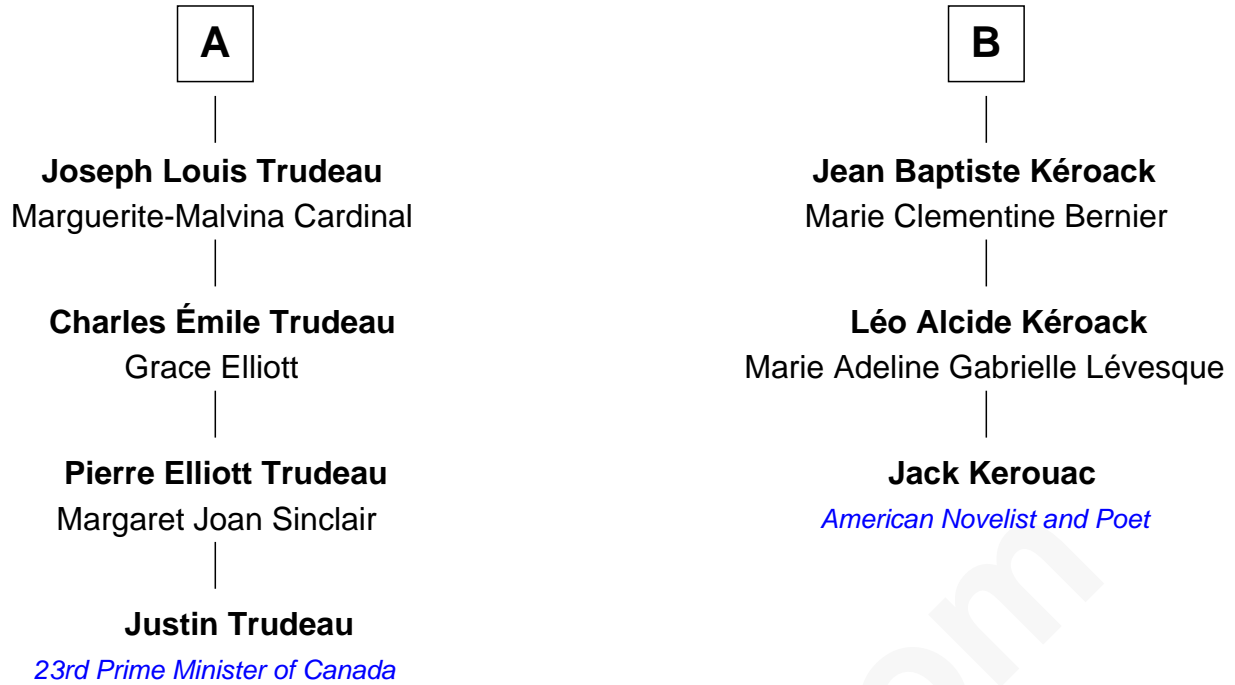 A
Joseph Louis Trudeau
Marguerite-Malvina Cardinal
Charles Émile Trudeau
Grace Elliott
Pierre Elliott Trudeau
Margaret Joan Sinclair
Justin Trudeau
23rd Prime Minister of Canada
B
Jean Baptiste Kéroack
Marie Clementine Bernier
Léo Alcide Kéroack
Marie Adeline Gabrielle Lévesque
Jack Kerouac
American Novelist and Poet